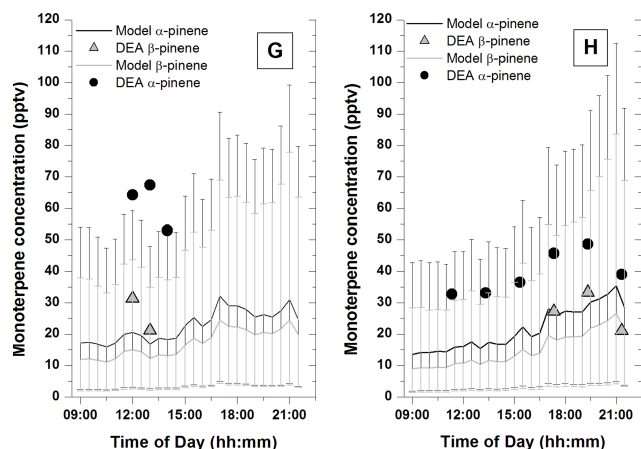 Model α-pinene
DEA β-pinene
Model β-pinene
DEA α-pinene
G
Monoterpene concentration (pptv)
120
110
100
90
80
70
60
50
40
30
20
10
0
09:00 12:00 15:00 18:00 21:00
Time of Day (hh:mm)
Model α-pinene
DEA β-pinene
Model β-pinene
DEA α-pinene
H
Monoterpene concentration (pptv)
120
110
100
90
80
70
60
50
40
30
20
10
0
09:00 12:00 15:00 18:00 21:00
Time of Day (hh:mm)